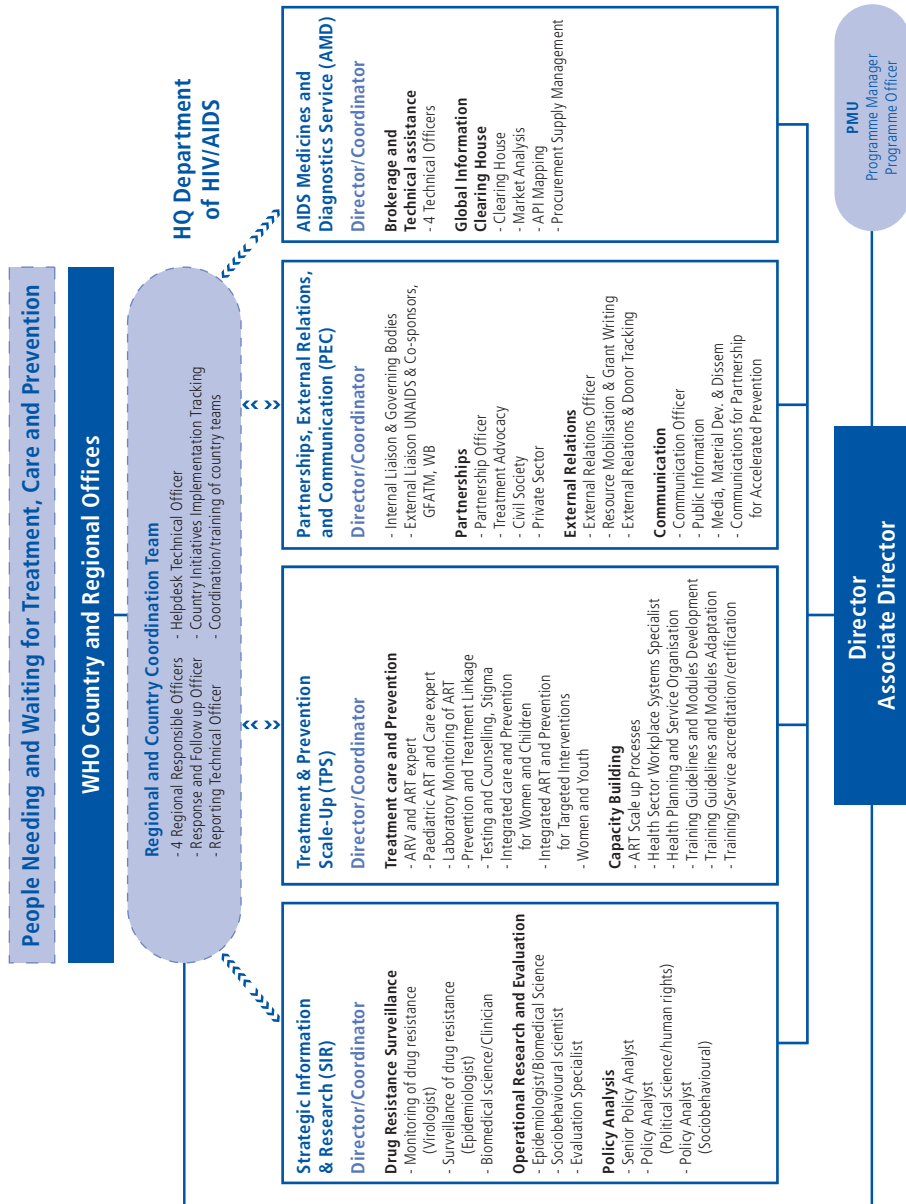 People Needing and Waiting for Treatment, Care and Prevention
WHO Country and Regional Offices
HQ Department
of HIV/AIDS
Regional and Country Coordination Team
- 4 Regional Responsible Officers
- Response and Follow up Officer
- Reporting Technical Officer
- Helpdesk Technical Officer
- Country Initiatives Implementation Tracking
- Coordination/training of country teams
Strategic Information
& Research (SIR)
Director/Coordinator
Drug Resistance Surveillance
- Monitoring of drug resistance
(Virologist)
- Surveillance of drug resistance
(Epidemiologist)
- Biomedical science/Clinician
Operational Research and Evaluation
- Epidemiologist/Biomedical Science
- Sociobehavioural scientist
- Evaluation Specialist
Policy Analysis
- Senior Policy Analyst
- Policy Analyst
(Political science/human rights)
- Policy Analyst
(Sociobehavioural)
Treatment & Prevention
Scale-Up (TPS)
Director/Coordinator
Treatment care and Prevention
- ARV and ART expert
- Paediatric ART and Care expert
- Laboratory Monitoring of ART
- Prevention and Treatment Linkage
- Testing and Counselling, Stigma
- Integrated care and Prevention
for Women and Children
- Integrated ART and Prevention
for Targeted Interventions
- Women and Youth
Capacity Building
- ART Scale up Processes
- Health Sector Workplace Systems Specialist
- Health Planning and Service Organisation
- Training Guidelines and Modules Development
- Training Guidelines and Modules Adaptation
- Training/Service accreditation/certification
Partnerships, External Relations,
and Communication (PEC)
Director/Coordinator
- Internal Liaison & Governing Bodies
- External Liaison UNAIDS & Co-sponsors,
GFATM, WB
Partnerships
- Partnership Officer
- Treatment Advocacy
- Civil Society
- Private Sector
External Relations
- External Relations Officer
- Resource Mobilisation & Grant Writing
- External Relations & Donor Tracking
Communication
- Communication Officer
- Public Information
- Media, Material Dev. & Dissem
- Communications for Partnership
for Accelerated Prevention
AIDS Medicines and
Diagnostics Service (AMD)
Director/Coordinator
Brokerage and
Technical assistance
- 4 Technical Officers
Global Information
Clearing House
- Clearing House
- Market Analysis
- API Mapping
- Procurement Supply Management
Director
Associate Director
PMU
Programme Manager
Programme Officer